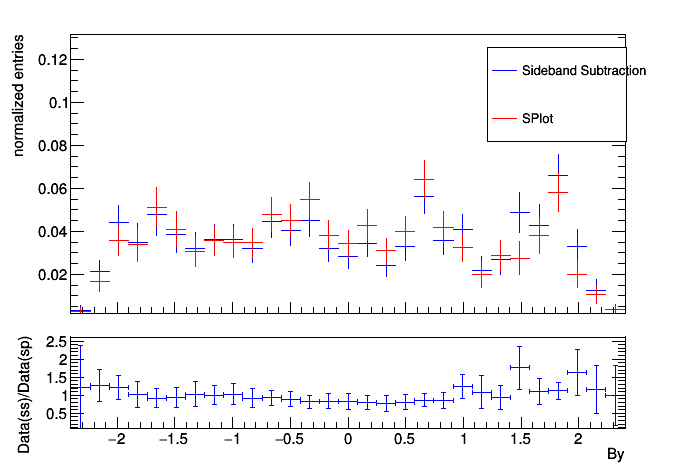 normalized entries
0.12
0.1
0.08
0.06
0.04
0.02
Sideband Subtraction
SPlot
Data(ss)/Data(sp)
2.5
2
1.5
1
0.5
−2 −1.5 −1 −0.5 0 0.5 1 1.5 2
By